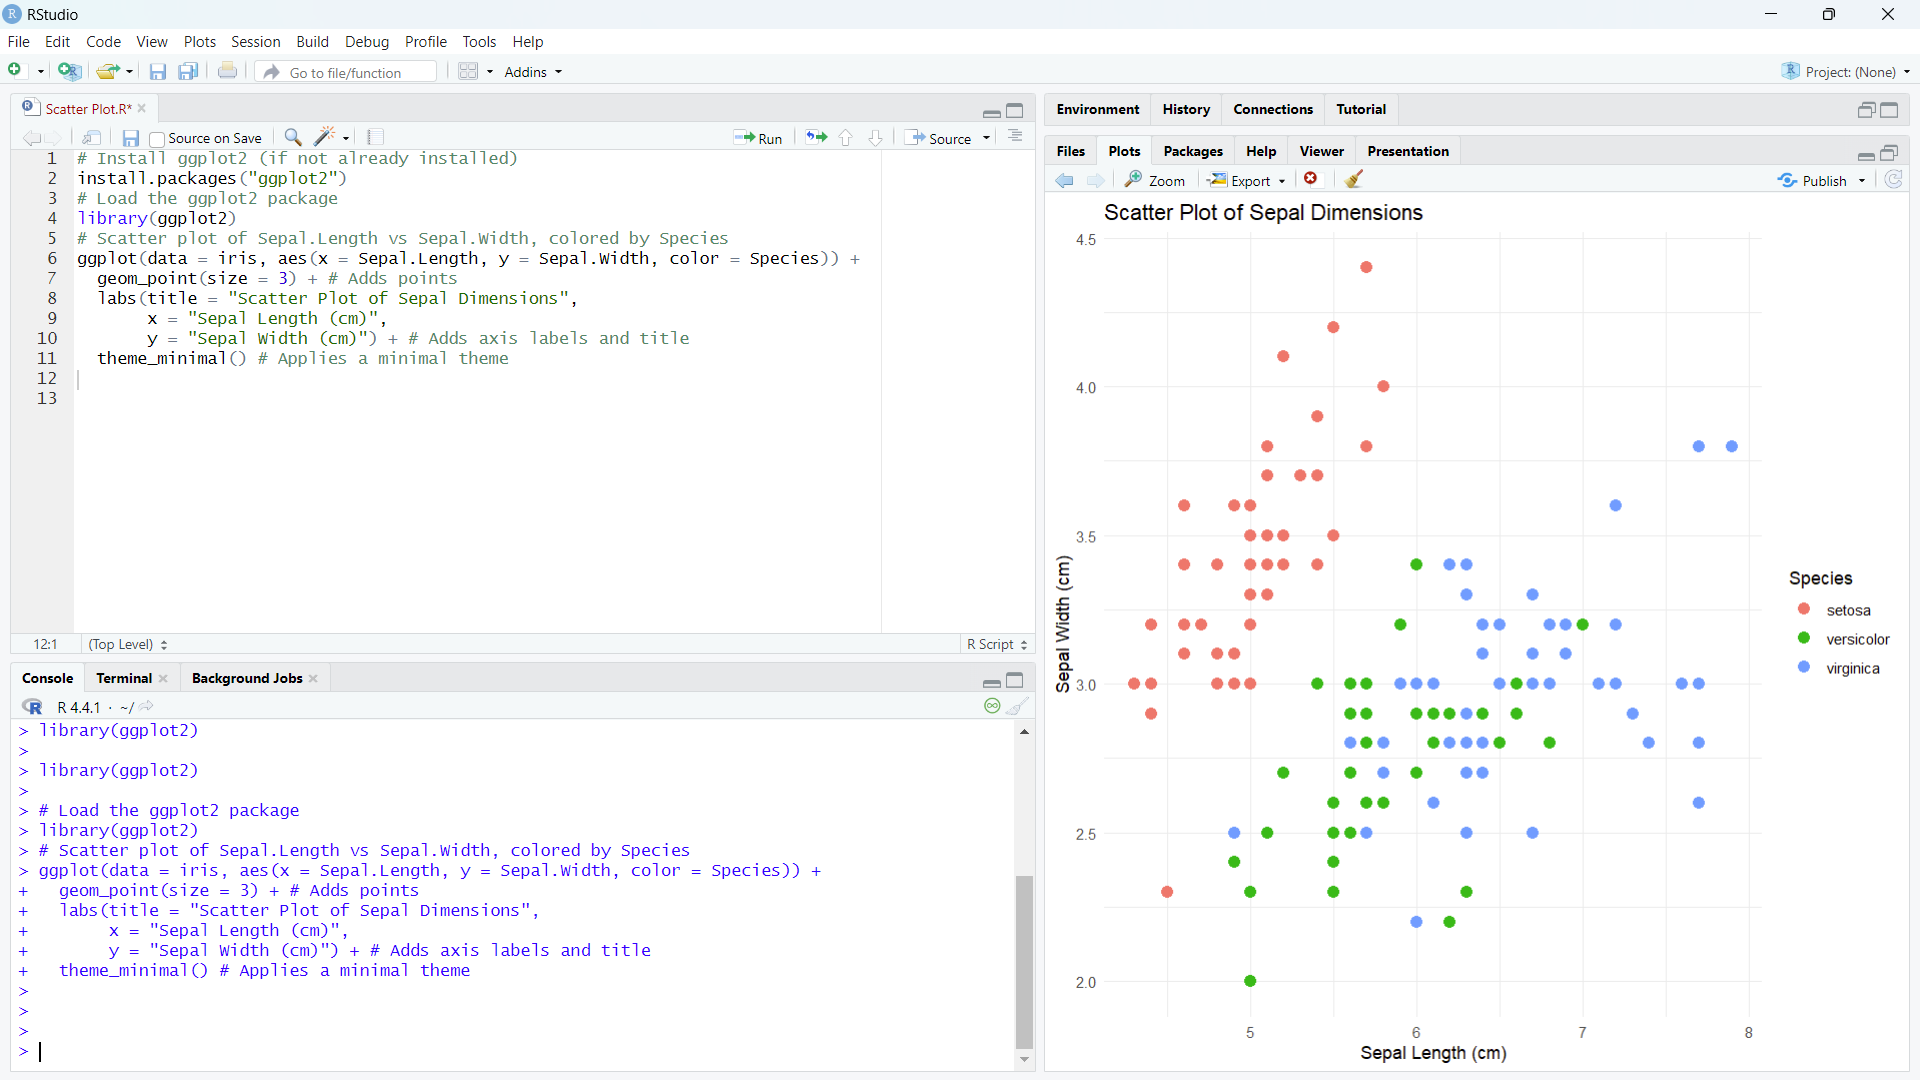 RStudio
File Edit Code View Plots Session Build Debug Profile Tools Help
Go to file/function Addins Project: (None)
Scatter Plot.R*
Source on Save Run Source
1 # Install ggplot2 (if not already installed)
2 install.packages("ggplot2")
3 # Load the ggplot2 package
4 library(ggplot2)
5 # Scatter plot of Sepal.Length vs Sepal.Width, colored by Species
6 ggplot(data = iris, aes(x = Sepal.Length, y = Sepal.Width, color = Species)) +
7   geom_point(size = 3) + # Adds points
8   labs(title = "Scatter Plot of Sepal Dimensions",
9        x = "Sepal Length (cm)",
10        y = "Sepal Width (cm)") + # Adds axis labels and title
11   theme_minimal() # Applies a minimal theme
12
13
12:1 (Top Level) R Script
Console Terminal Background Jobs
R 4.4.1 · ~/
> library(ggplot2)
>
> library(ggplot2)
>
> # Load the ggplot2 package
> library(ggplot2)
> # Scatter plot of Sepal.Length vs Sepal.Width, colored by Species
> ggplot(data = iris, aes(x = Sepal.Length, y = Sepal.Width, color = Species)) +
+   geom_point(size = 3) + # Adds points
+   labs(title = "Scatter Plot of Sepal Dimensions",
+        x = "Sepal Length (cm)",
+        y = "Sepal Width (cm)") + # Adds axis labels and title
+   theme_minimal() # Applies a minimal theme
>
>
>
>
Environment History Connections Tutorial
Files Plots Packages Help Viewer Presentation
Zoom Export Publish
Scatter Plot of Sepal Dimensions
4.5
4.0
3.5
3.0
2.5
2.0
Sepal Width (cm)
5 6 7 8
Sepal Length (cm)
Species
setosa
versicolor
virginica